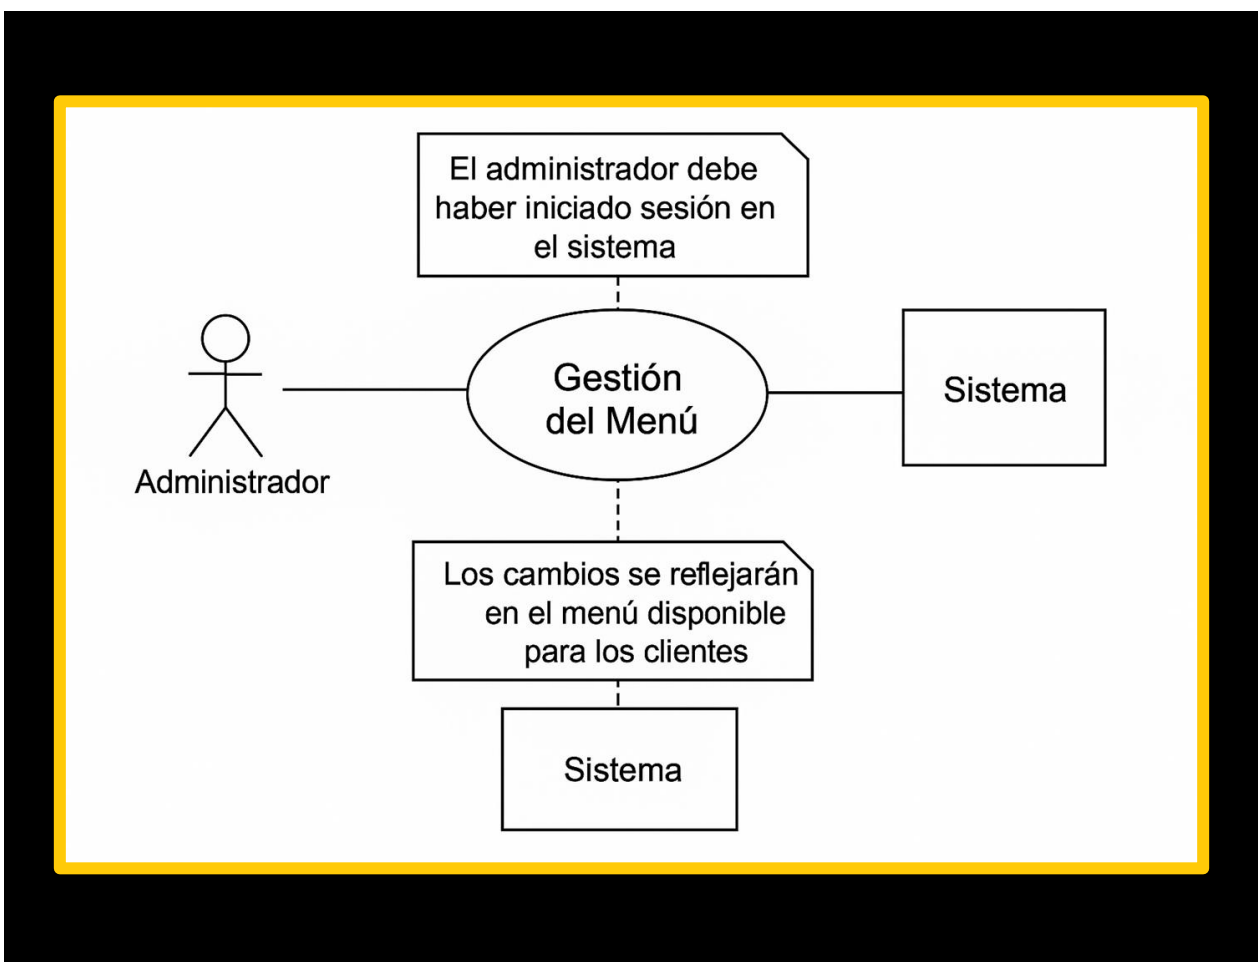 El administrador debe
haber iniciado sesión en
el sistema
Gestión
del Menú
Sistema
Administrador
Los cambios se reflejarán
en el menú disponible
para los clientes
Sistema